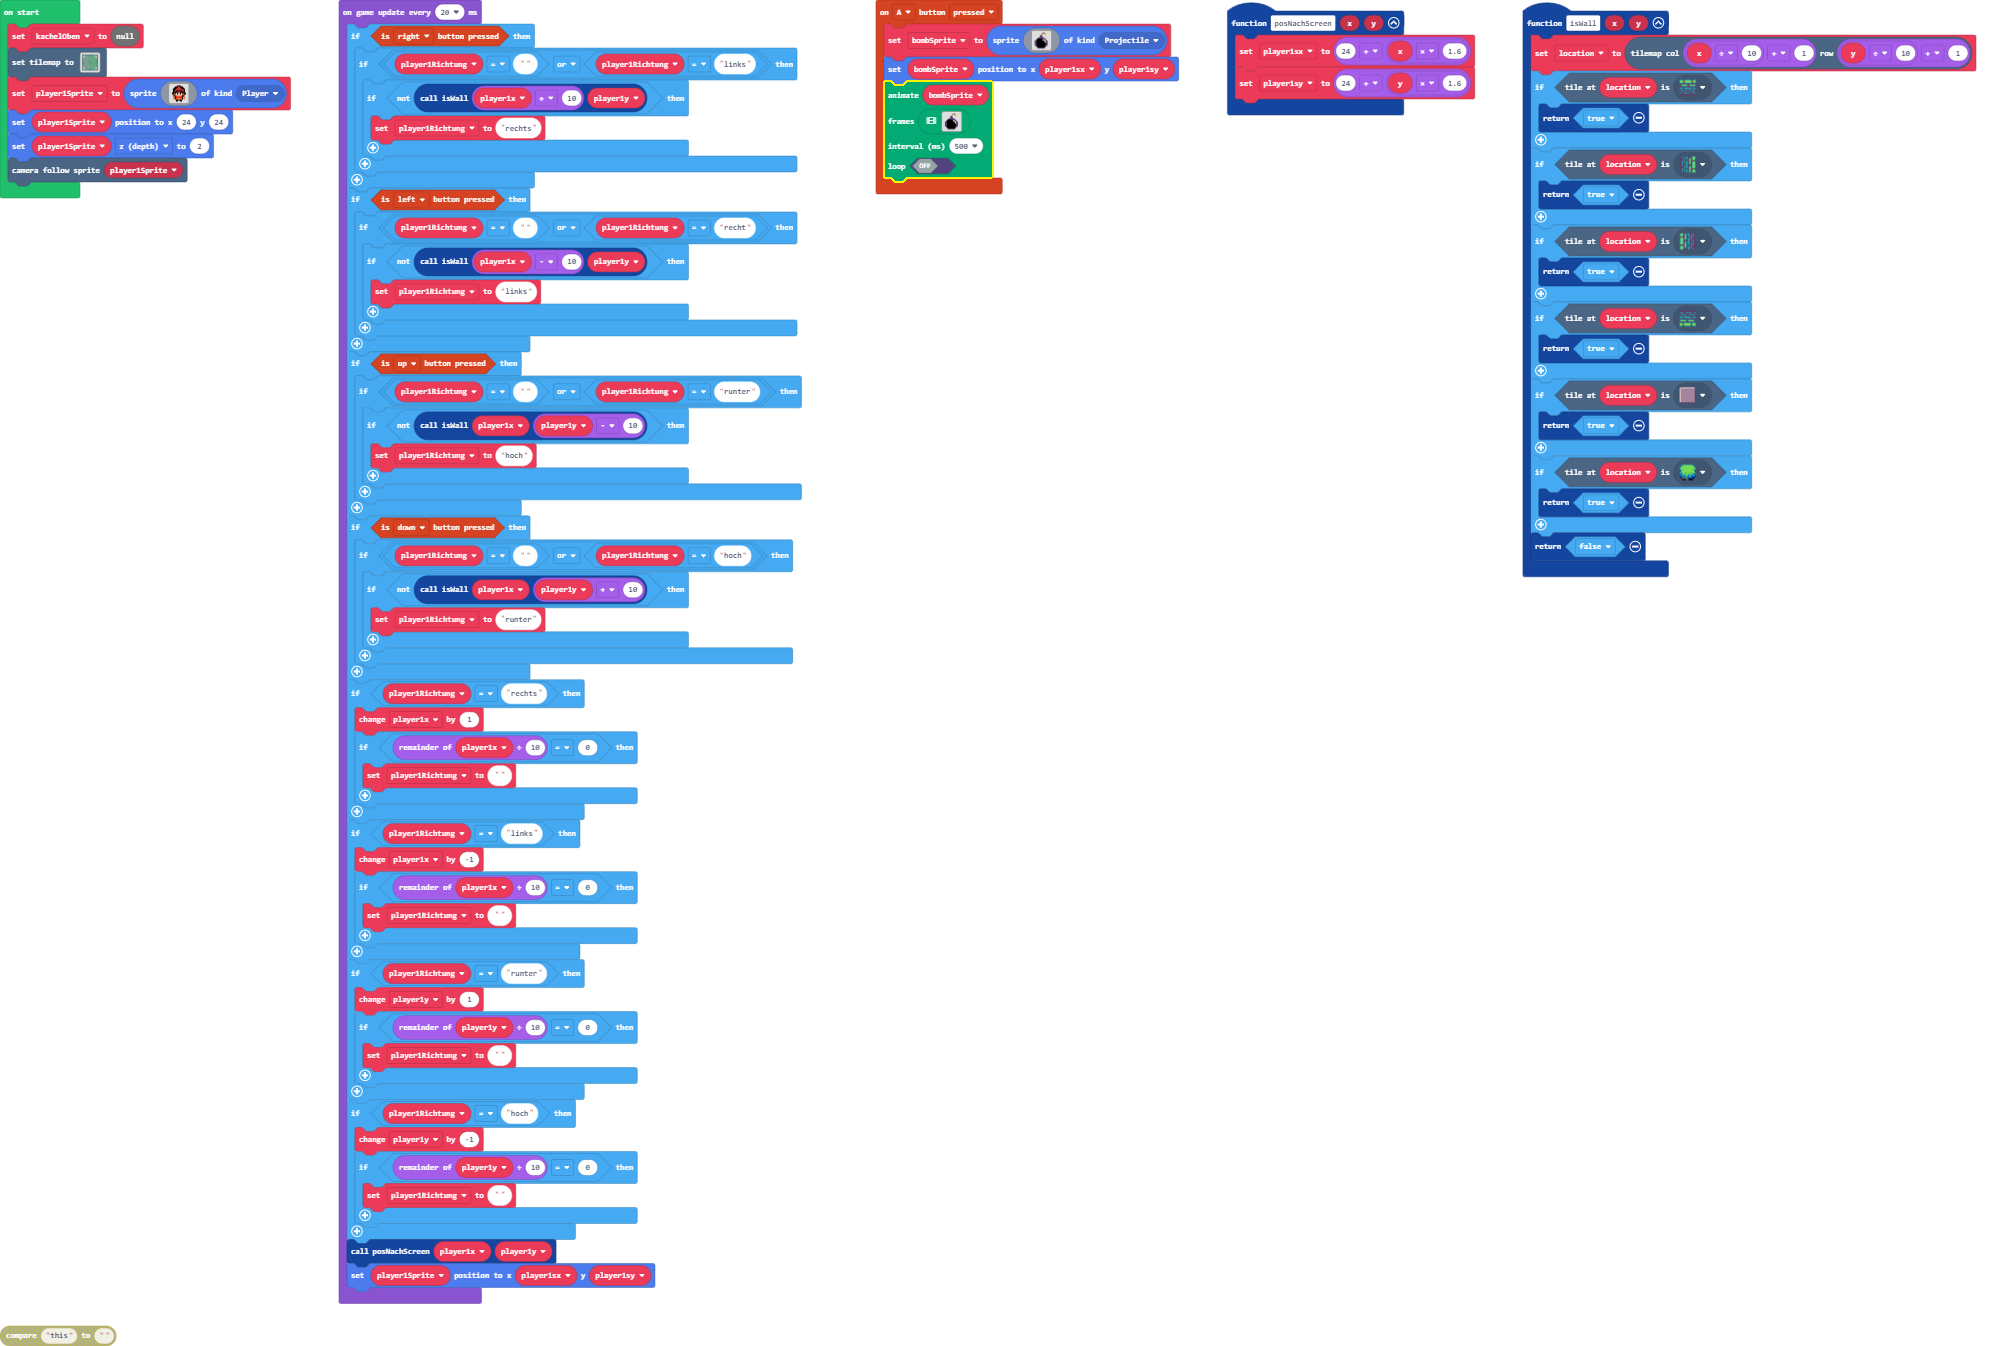 on start
set kachelOben to null
set tilemap to
set player1Sprite to sprite of kind Player
set player1Sprite position to x 24 y 24
set player1Sprite z (depth) to 2
camera follow sprite player1Sprite
on game update every 20 ms
if is right button pressed then
if player1Richtung = "" or player1Richtung = "links" then
if not call isWall player1x + 10 player1y then
set player1Richtung to "rechts"
if is left button pressed then
if player1Richtung = "" or player1Richtung = "recht" then
if not call isWall player1x - 10 player1y then
set player1Richtung to "links"
if is up button pressed then
if player1Richtung = "" or player1Richtung = "runter" then
if not call isWall player1x player1y - 10 then
set player1Richtung to "hoch"
if is down button pressed then
if player1Richtung = "" or player1Richtung = "hoch" then
if not call isWall player1x player1y + 10 then
set player1Richtung to "runter"
if player1Richtung = "rechts" then
change player1x by 1
if remainder of player1x ÷ 10 = 0 then
set player1Richtung to ""
if player1Richtung = "links" then
change player1x by -1
if remainder of player1x ÷ 10 = 0 then
set player1Richtung to ""
if player1Richtung = "runter" then
change player1y by 1
if remainder of player1y ÷ 10 = 0 then
set player1Richtung to ""
if player1Richtung = "hoch" then
change player1y by -1
if remainder of player1y ÷ 10 = 0 then
set player1Richtung to ""
call posNachScreen player1x player1y
set player1Sprite position to x player1sx y player1sy
compare "this" to ""
on A button pressed
set bombSprite to sprite of kind Projectile
set bombSprite position to x player1sx y player1sy
animate bombSprite
frames
interval (ms) 500
loop OFF
function posNachScreen x y
set player1sx to 24 + x × 1.6
set player1sy to 24 + y × 1.6
function isWall x y
set location to tilemap col x ÷ 10 + 1 row y ÷ 10 + 1
if tile at location is then
return true
if tile at location is then
return true
if tile at location is then
return true
if tile at location is then
return true
if tile at location is then
return true
if tile at location is then
return true
return false